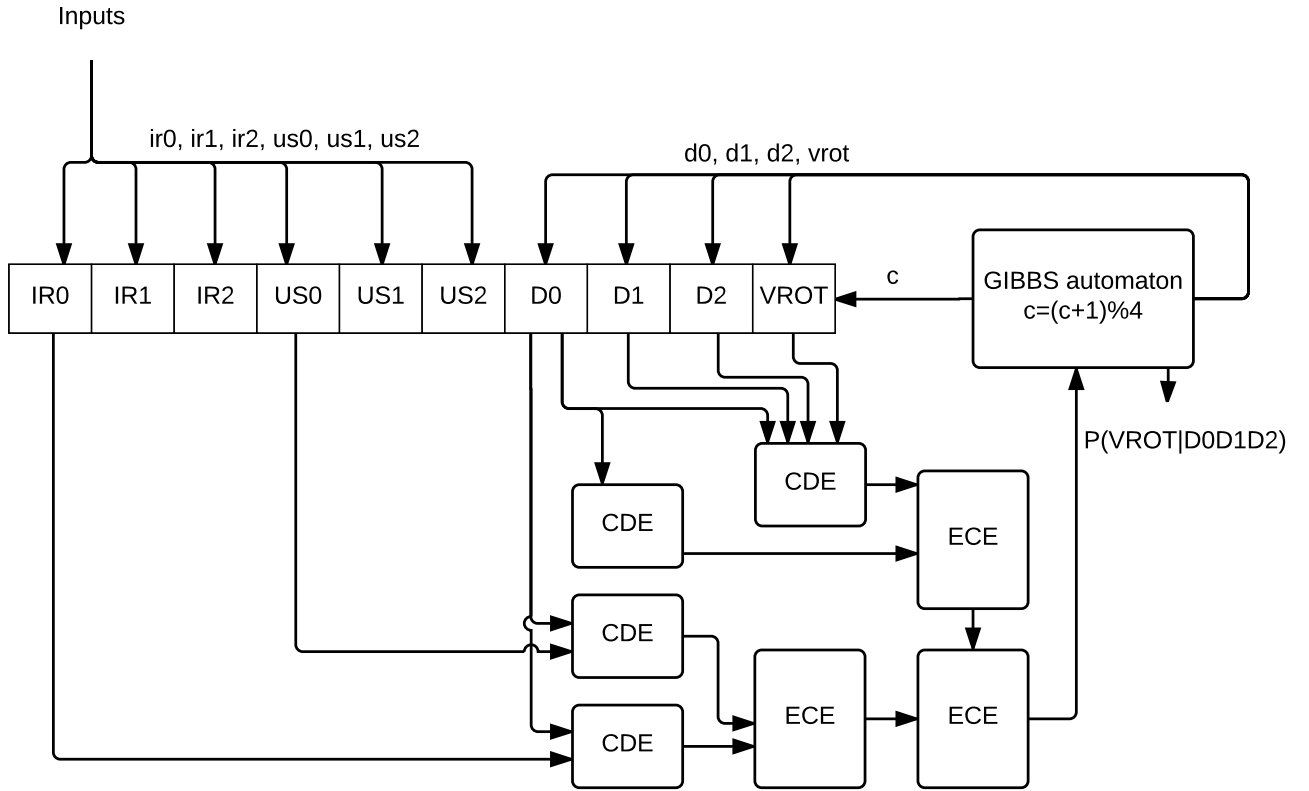 Inputs
ir0, ir1, ir2, us0, us1, us2
d0, d1, d2, vrot
IR0 IR1 IR2 US0 US1 US2 D0 D1 D2 VROT
c
GIBBS automaton
c=(c+1)%4
P(VROT|D0D1D2)
CDE
CDE
ECE
CDE
ECE
ECE
CDE